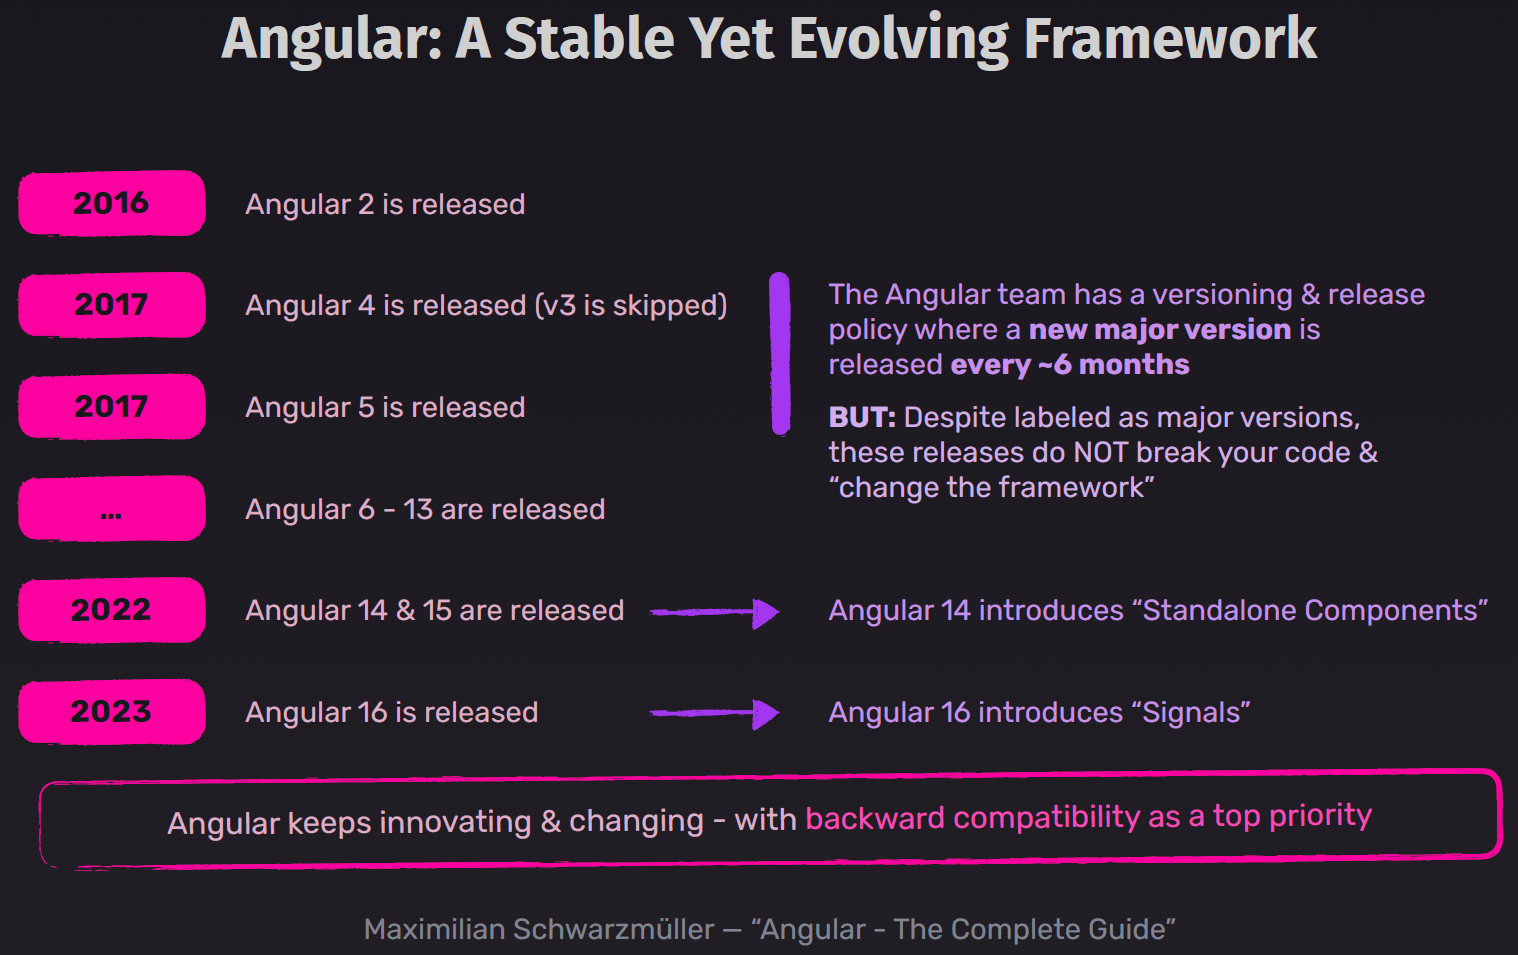 Angular: A Stable Yet Evolving Framework
2016
Angular 2 is released
2017
Angular 4 is released (v3 is skipped)
2017
Angular 5 is released
...
Angular 6 - 13 are released
The Angular team has a versioning & release
policy where a new major version is
released every ~6 months
BUT: Despite labeled as major versions,
these releases do NOT break your code &
“change the framework”
2022
Angular 14 & 15 are released
Angular 14 introduces “Standalone Components”
2023
Angular 16 is released
Angular 16 introduces “Signals”
Angular keeps innovating & changing - with backward compatibility as a top priority
Maximilian Schwarzmüller — “Angular - The Complete Guide”